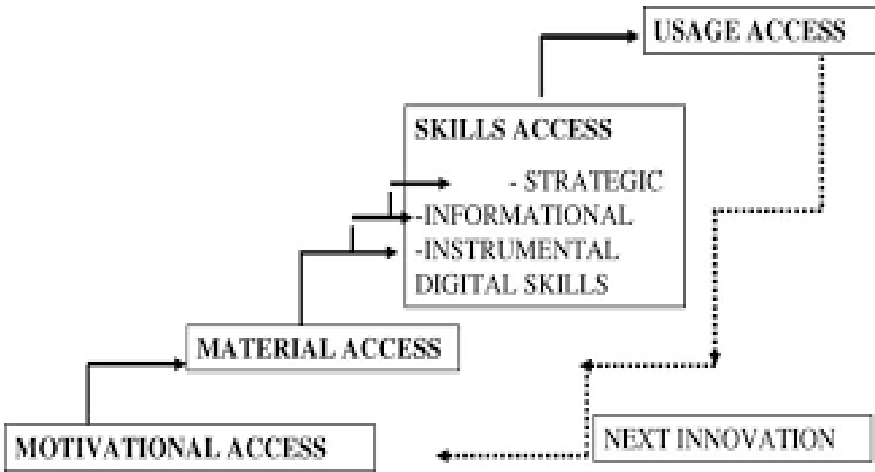 USAGE ACCESS
SKILLS ACCESS
- STRATEGIC
-INFORMATIONAL
-INSTRUMENTAL
DIGITAL SKILLS
MATERIAL ACCESS
MOTIVATIONAL ACCESS
NEXT INNOVATION